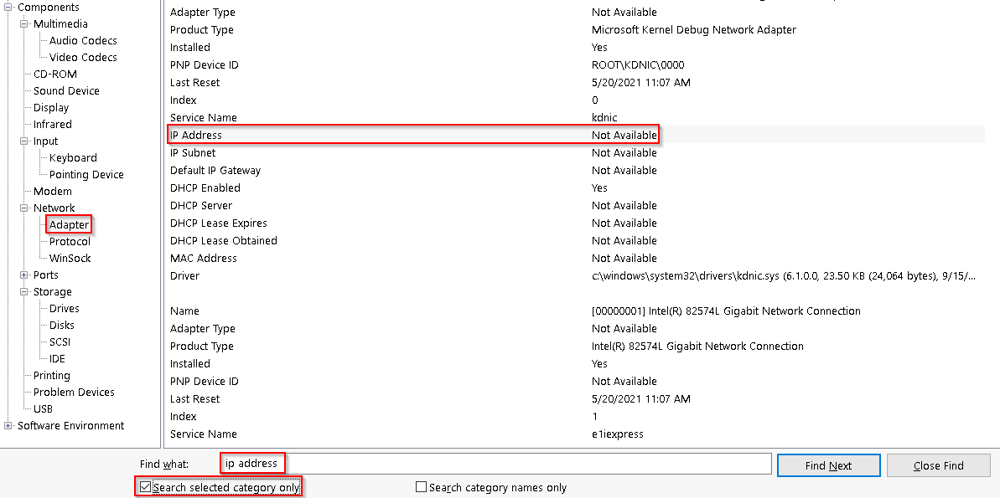 Components
Multimedia
Audio Codecs
Video Codecs
CD-ROM
Sound Device
Display
Infrared
Input
Keyboard
Pointing Device
Modem
Network
Adapter
Protocol
WinSock
Ports
Storage
Drives
Disks
SCSI
IDE
Printing
Problem Devices
USB
Software Environment
Adapter Type Not Available
Product Type Microsoft Kernel Debug Network Adapter
Installed Yes
PNP Device ID ROOT\KDNIC\0000
Last Reset 5/20/2021 11:07 AM
Index 0
Service Name kdnic
IP Address Not Available
IP Subnet Not Available
Default IP Gateway Not Available
DHCP Enabled Yes
DHCP Server Not Available
DHCP Lease Expires Not Available
DHCP Lease Obtained Not Available
MAC Address Not Available
Driver c:\windows\system32\drivers\kdnic.sys (6.1.0.0, 23.50 KB (24,064 bytes), 9/15/...
Name [00000001] Intel(R) 82574L Gigabit Network Connection
Adapter Type Not Available
Product Type Intel(R) 82574L Gigabit Network Connection
Installed Yes
PNP Device ID Not Available
Last Reset 5/20/2021 11:07 AM
Index 1
Service Name e1iexpress
Find what: ip address Find Next Close Find
Search selected category only Search category names only